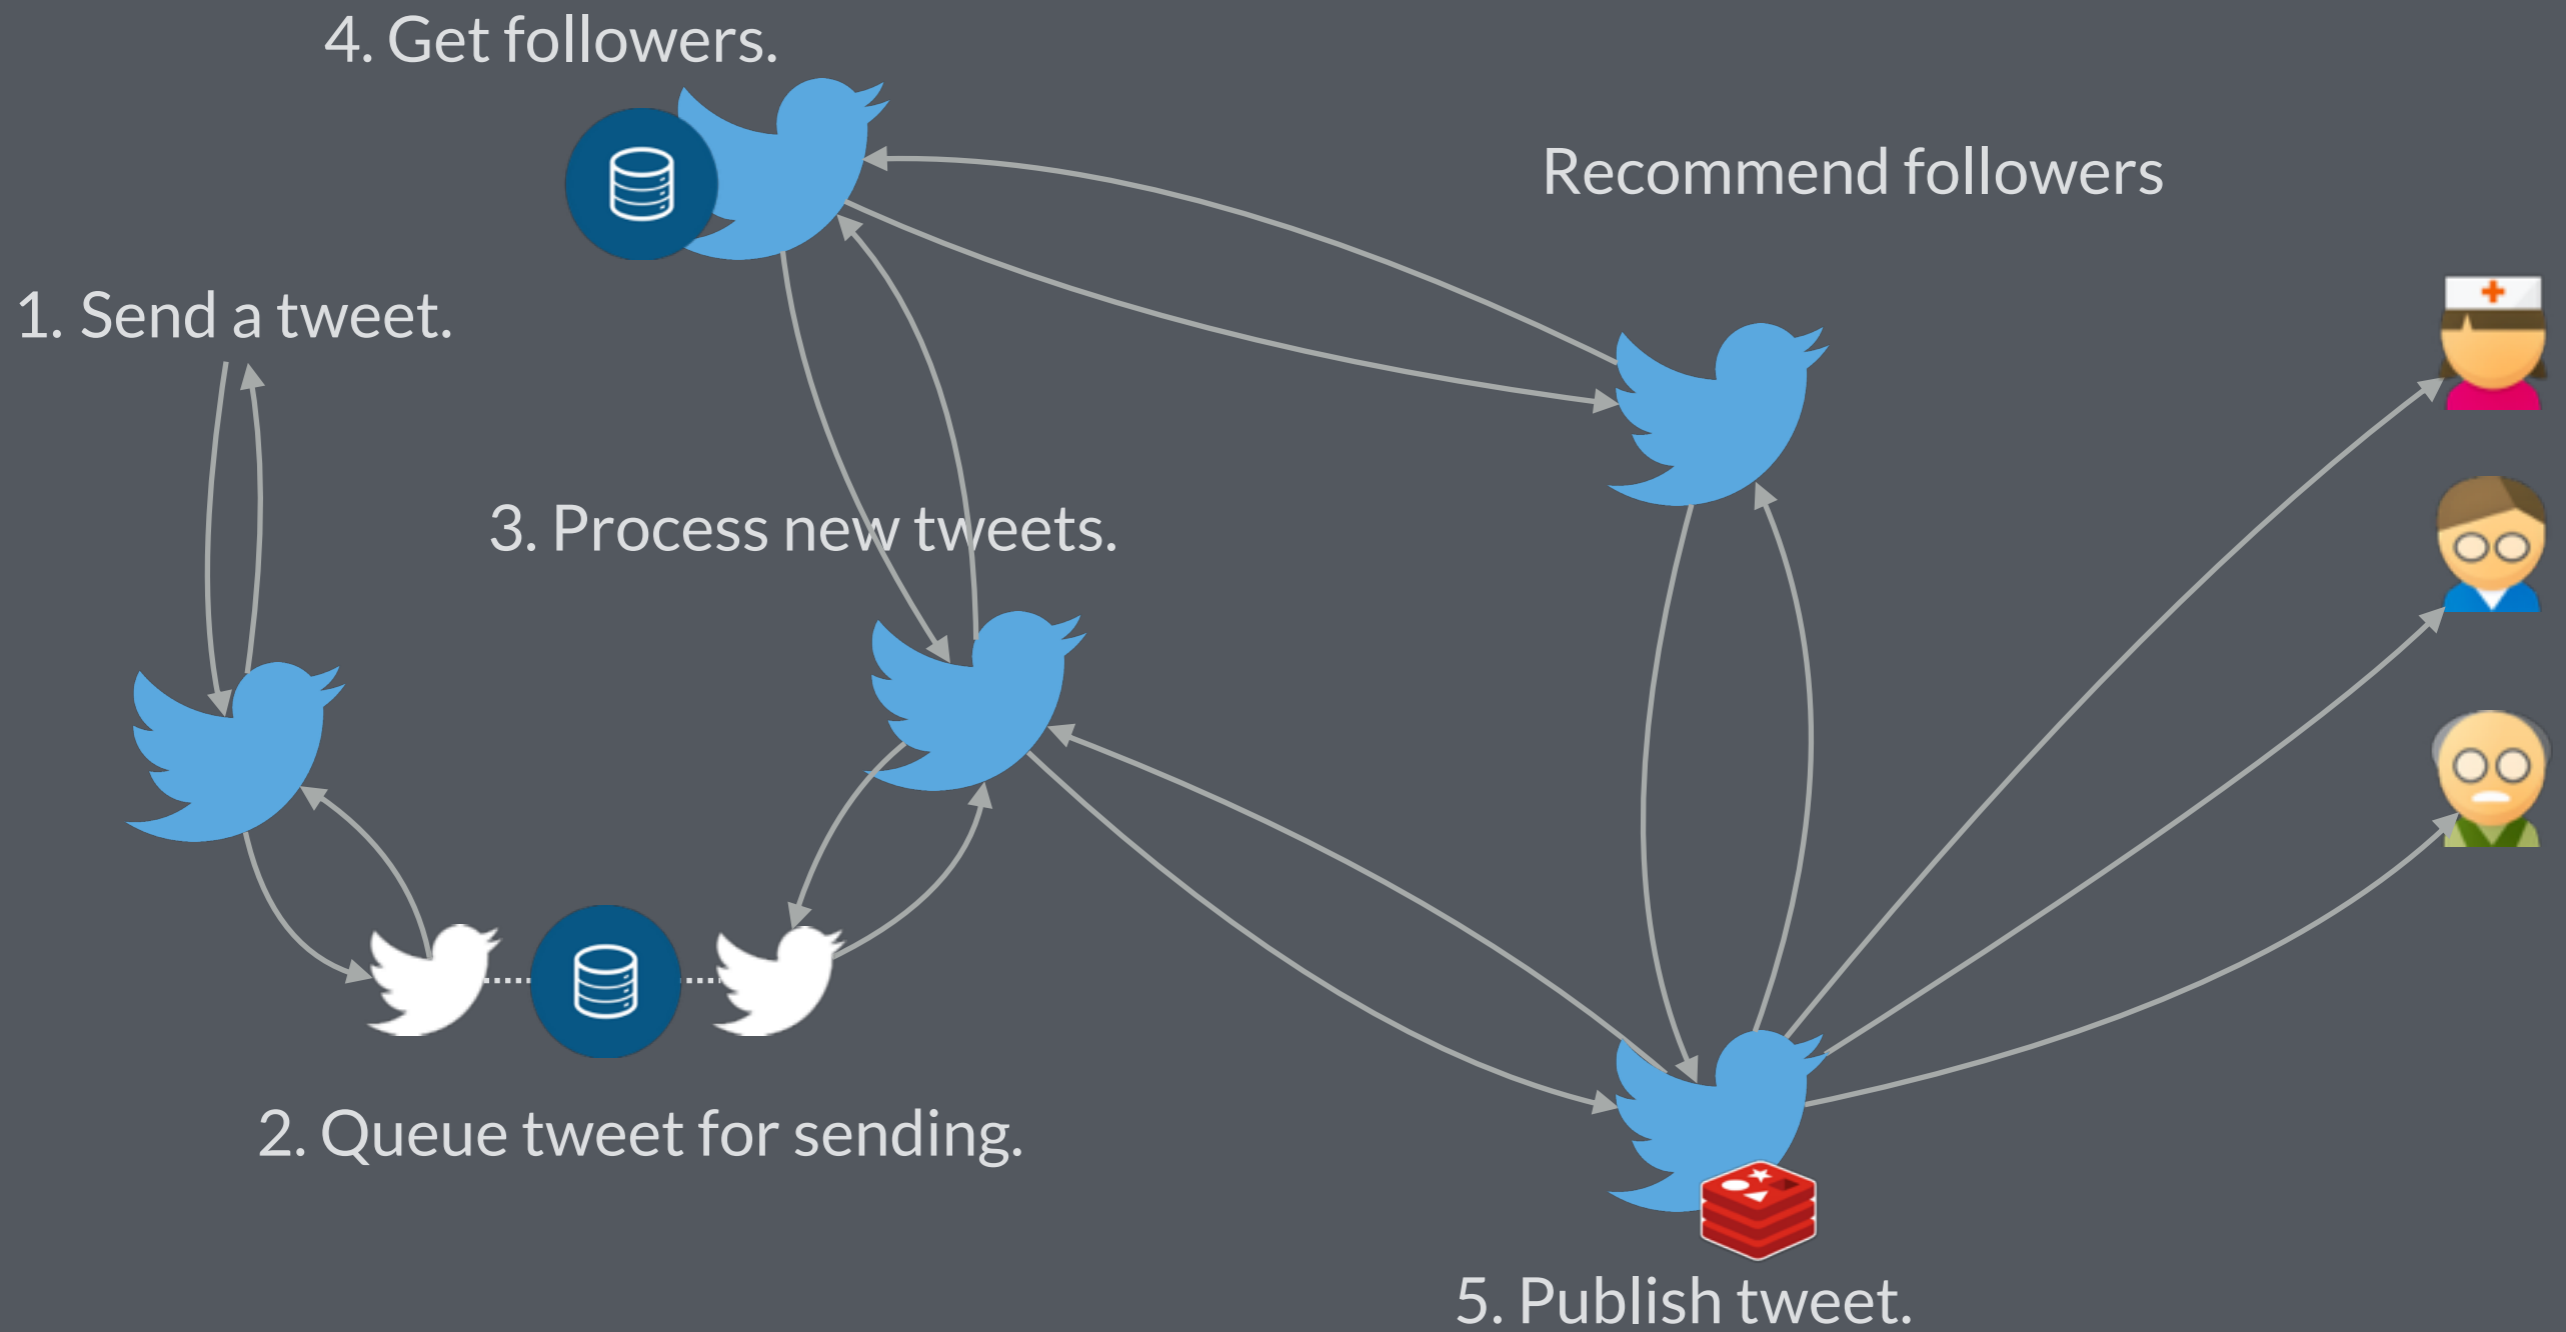 4. Get followers.
Recommend followers
1. Send a tweet.
3. Process new tweets.
2. Queue tweet for sending.
5. Publish tweet.